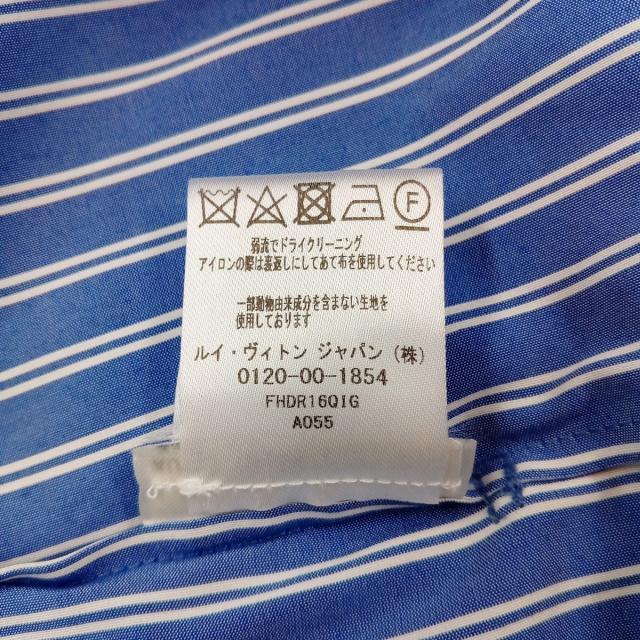 F
弱流でドライクリーニング
アイロンの際は裏返しにしてあて布を使用してください
一部動物由来成分を含まない生地を
使用しております
ルイ・ヴィトン ジャパン (株)
0120-00-1854
FHDR16QIG
A055